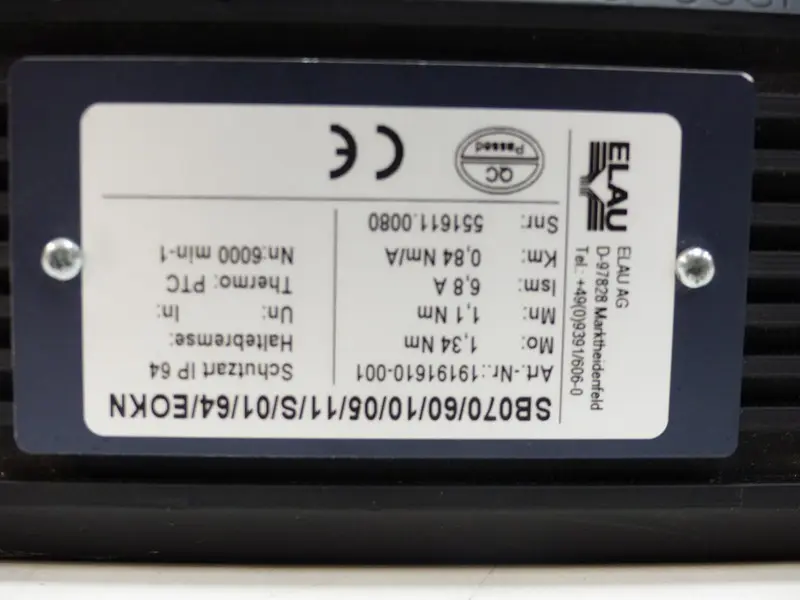 SB070/60/10/05/11/S/01/64/EOKN
Art.-Nr.:19191610-001
Schutzart IP 64
Mo: 1,34 Nm
Haltebremse:
Mn: 1,1 Nm
Un: In:
Ism: 6,8 A
Thermo: PTC
Km: 0,84 Nm/A
Nn:6000 min-1
Snr: 551611.0080
ELAU
ELAU AG
D-97828 Marktheidenfeld
Tel.: +49(0)9391/606-0
QC
Passed
CE